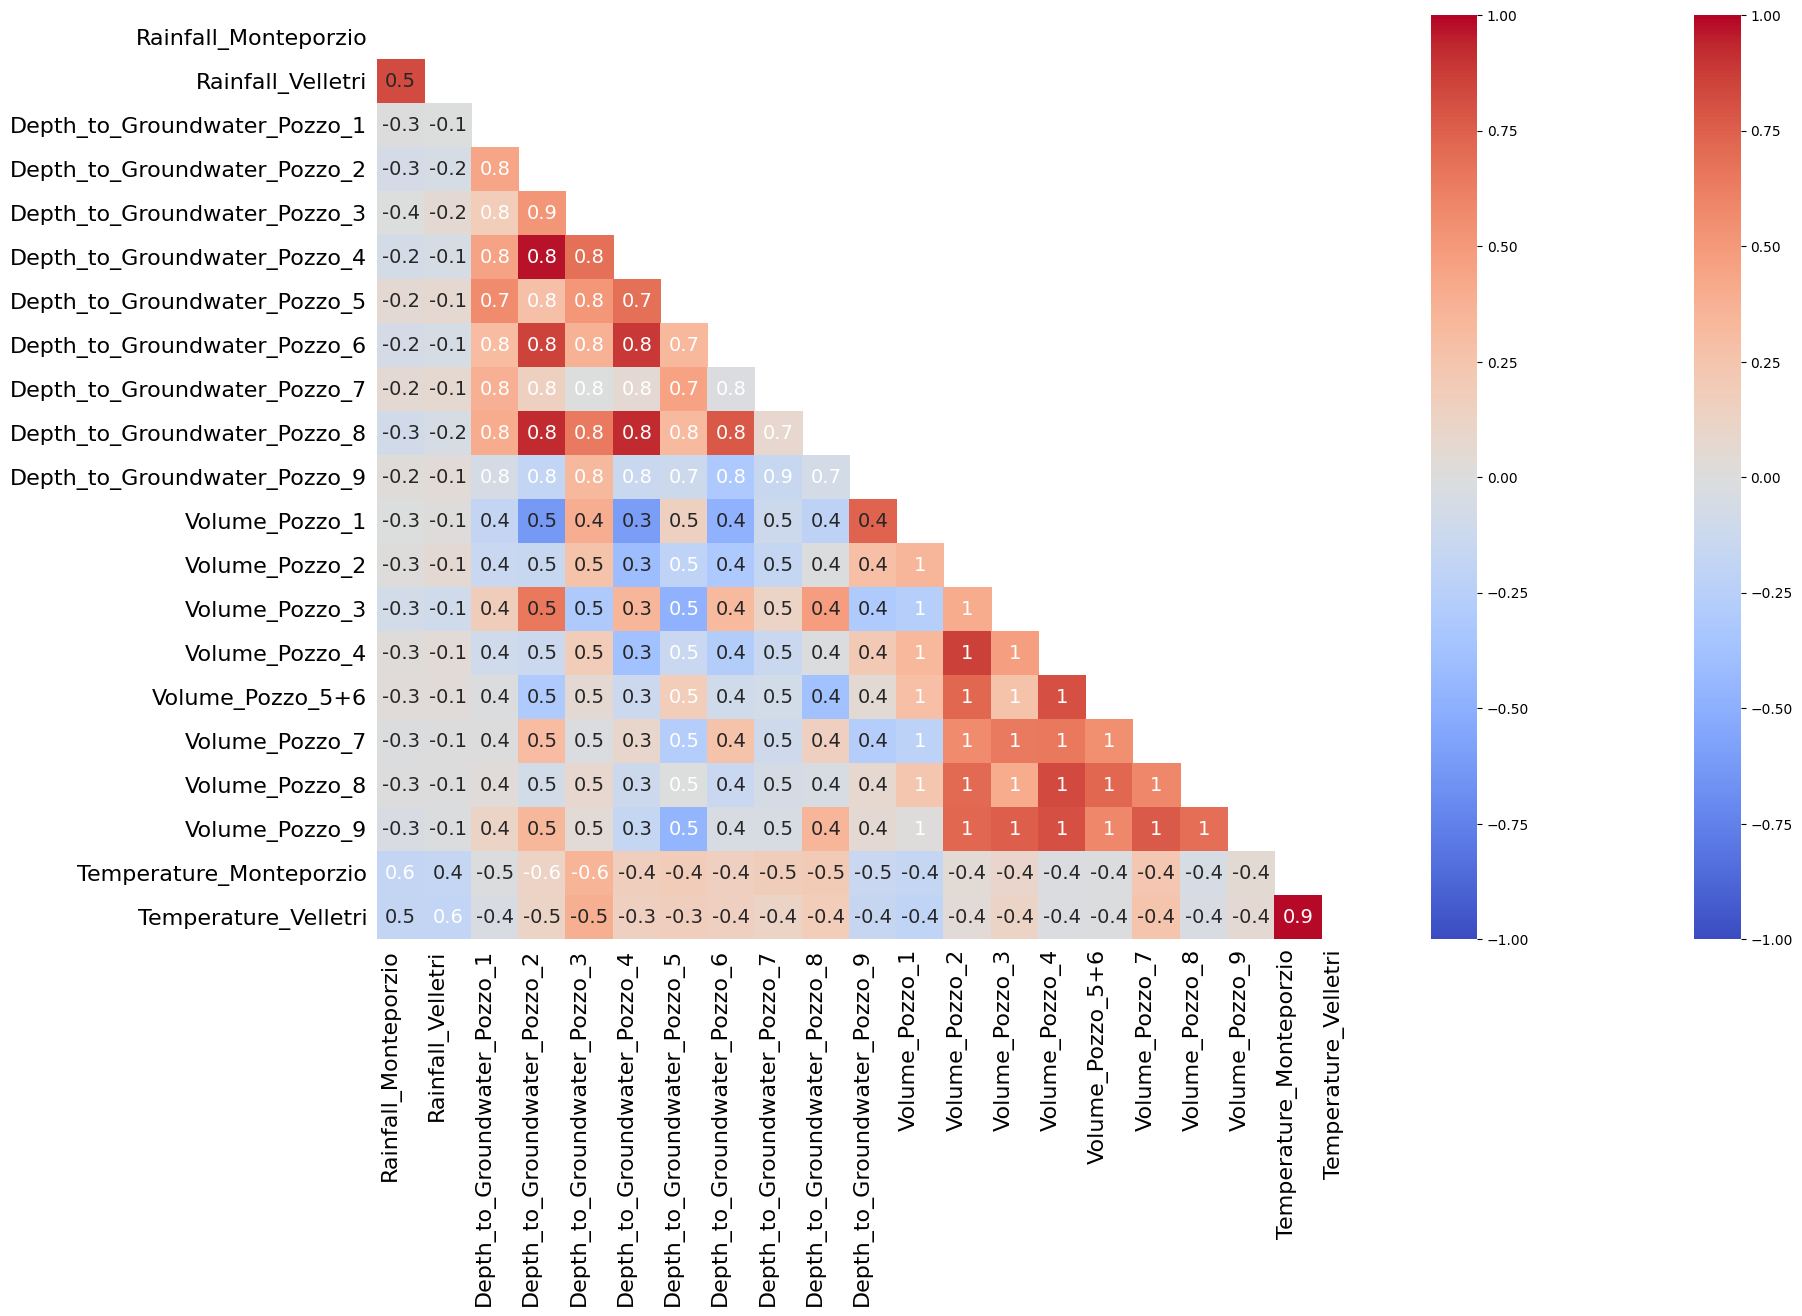 Rainfall_Monteporzio
Rainfall_Velletri 0.5
Depth_to_Groundwater_Pozzo_1 -0.3 -0.1
Depth_to_Groundwater_Pozzo_2 -0.3 -0.2 0.8
Depth_to_Groundwater_Pozzo_3 -0.4 -0.2 0.8 0.9
Depth_to_Groundwater_Pozzo_4 -0.2 -0.1 0.8 0.8 0.8
Depth_to_Groundwater_Pozzo_5 -0.2 -0.1 0.7 0.8 0.8 0.7
Depth_to_Groundwater_Pozzo_6 -0.2 -0.1 0.8 0.8 0.8 0.8 0.7
Depth_to_Groundwater_Pozzo_7 -0.2 -0.1 0.8 0.8 0.8 0.8 0.7 0.8
Depth_to_Groundwater_Pozzo_8 -0.3 -0.2 0.8 0.8 0.8 0.8 0.8 0.8 0.7
Depth_to_Groundwater_Pozzo_9 -0.2 -0.1 0.8 0.8 0.8 0.8 0.7 0.8 0.9 0.7
Volume_Pozzo_1 -0.3 -0.1 0.4 0.5 0.4 0.3 0.5 0.4 0.5 0.4 0.4
Volume_Pozzo_2 -0.3 -0.1 0.4 0.5 0.5 0.3 0.5 0.4 0.5 0.4 0.4 1
Volume_Pozzo_3 -0.3 -0.1 0.4 0.5 0.5 0.3 0.5 0.4 0.5 0.4 0.4 1 1
Volume_Pozzo_4 -0.3 -0.1 0.4 0.5 0.5 0.3 0.5 0.4 0.5 0.4 0.4 1 1 1
Volume_Pozzo_5+6 -0.3 -0.1 0.4 0.5 0.5 0.3 0.5 0.4 0.5 0.4 0.4 1 1 1 1
Volume_Pozzo_7 -0.3 -0.1 0.4 0.5 0.5 0.3 0.5 0.4 0.5 0.4 0.4 1 1 1 1 1
Volume_Pozzo_8 -0.3 -0.1 0.4 0.5 0.5 0.3 0.5 0.4 0.5 0.4 0.4 1 1 1 1 1 1
Volume_Pozzo_9 -0.3 -0.1 0.4 0.5 0.5 0.3 0.5 0.4 0.5 0.4 0.4 1 1 1 1 1 1 1
Temperature_Monteporzio 0.6 0.4 -0.5 -0.6 -0.6 -0.4 -0.4 -0.4 -0.5 -0.5 -0.5 -0.4 -0.4 -0.4 -0.4 -0.4 -0.4 -0.4 -0.4
Temperature_Velletri 0.5 0.6 -0.4 -0.5 -0.5 -0.3 -0.3 -0.4 -0.4 -0.4 -0.4 -0.4 -0.4 -0.4 -0.4 -0.4 -0.4 -0.4 -0.4 0.9
Rainfall_Monteporzio
Rainfall_Velletri
Depth_to_Groundwater_Pozzo_1
Depth_to_Groundwater_Pozzo_2
Depth_to_Groundwater_Pozzo_3
Depth_to_Groundwater_Pozzo_4
Depth_to_Groundwater_Pozzo_5
Depth_to_Groundwater_Pozzo_6
Depth_to_Groundwater_Pozzo_7
Depth_to_Groundwater_Pozzo_8
Depth_to_Groundwater_Pozzo_9
Volume_Pozzo_1
Volume_Pozzo_2
Volume_Pozzo_3
Volume_Pozzo_4
Volume_Pozzo_5+6
Volume_Pozzo_7
Volume_Pozzo_8
Volume_Pozzo_9
Temperature_Monteporzio
Temperature_Velletri
1.00
0.75
0.50
0.25
0.00
−0.25
−0.50
−0.75
−1.00
1.00
0.75
0.50
0.25
0.00
−0.25
−0.50
−0.75
−1.00